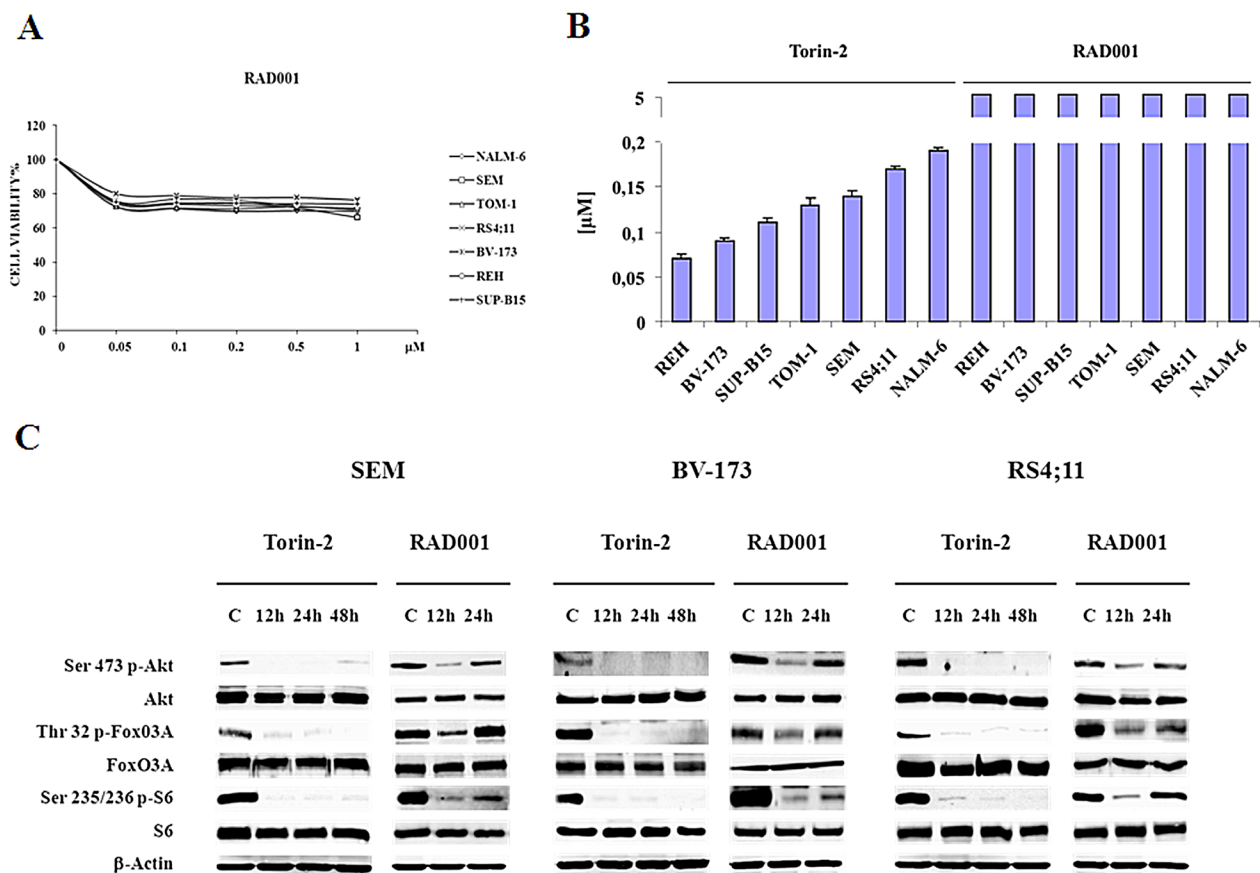 A
RAD001
CELL VIABILITY%
120
100
80
60
40
20
0
0 0.05 0.1 0.2 0.5 1 µM
NALM-6
SEM
TOM-1
RS4;11
BV-173
REH
SUP-B15
B
Torin-2 RAD001
[µM]
5
0,2
0,15
0,1
0,05
0
REH BV-173 SUP-B15 TOM-1 SEM RS4;11 NALM-6 REH BV-173 SUP-B15 TOM-1 SEM RS4;11 NALM-6
C
SEM BV-173 RS4;11
Torin-2 RAD001 Torin-2 RAD001 Torin-2 RAD001
C 12h 24h 48h C 12h 24h C 12h 24h 48h C 12h 24h C 12h 24h 48h C 12h 24h
Ser 473 p-Akt
Akt
Thr 32 p-Fox03A
FoxO3A
Ser 235/236 p-S6
S6
β-Actin